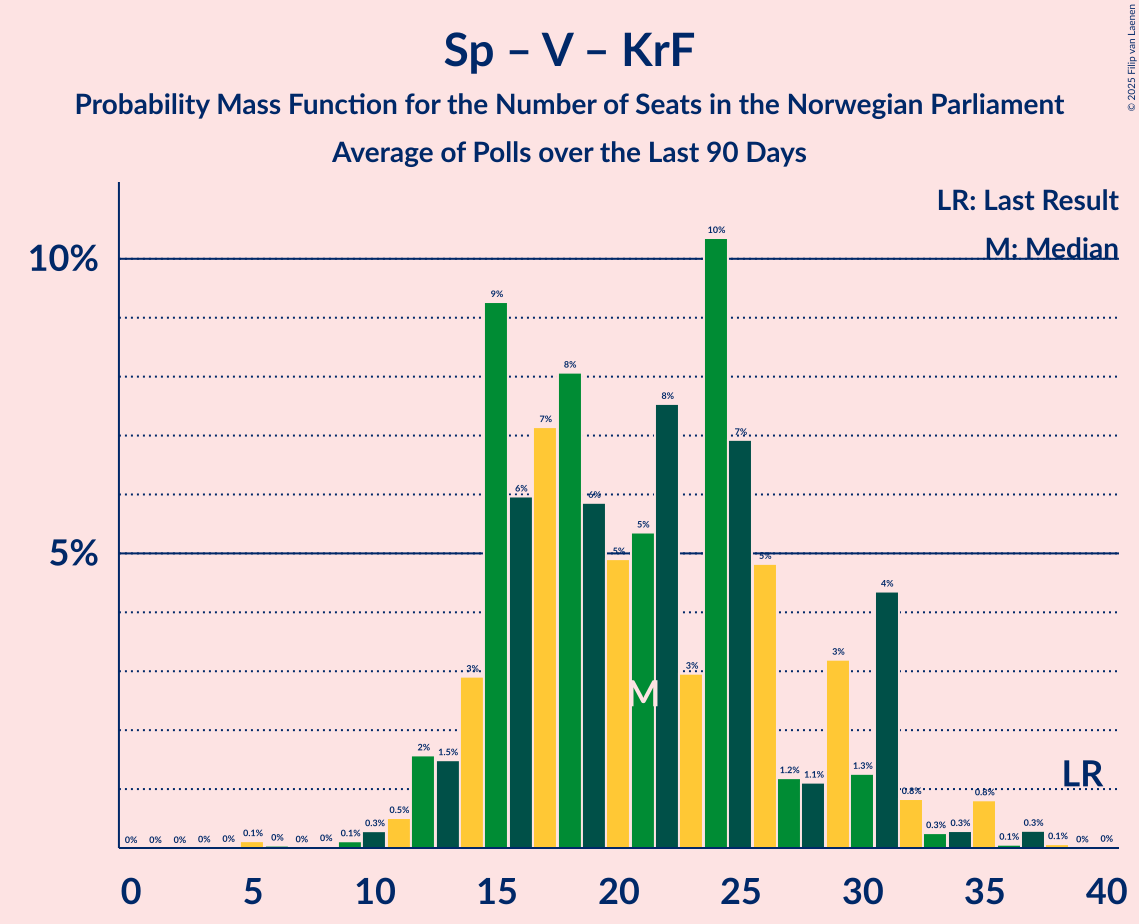 Sp – V – KrF
Probability Mass Function for the Number of Seats in the Norwegian Parliament
Average of Polls over the Last 90 Days
© 2025 Filip van Laenen
LR: Last Result
M: Median
10%
5%
0% 0% 0% 0% 0% 0.1% 0% 0% 0% 0.1% 0.3% 0.5% 2% 1.5% 3% 9% 6% 7% 8% 6% 5% 5% 8% 3% 10% 7% 5% 1.2% 1.1% 3% 1.3% 4% 0.8% 0.3% 0.3% 0.8% 0.1% 0.3% 0.1% 0% 0%
M
LR
0 5 10 15 20 25 30 35 40